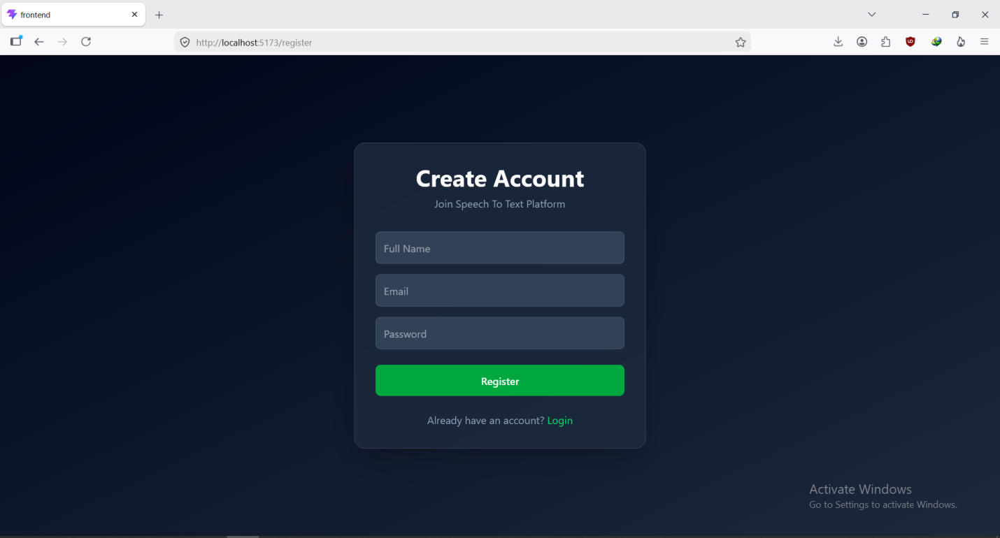 frontend
http://localhost:5173/register
Create Account
Join Speech To Text Platform
Full Name
Email
Password
Register
Already have an account? Login
Activate Windows
Go to Settings to activate Windows.